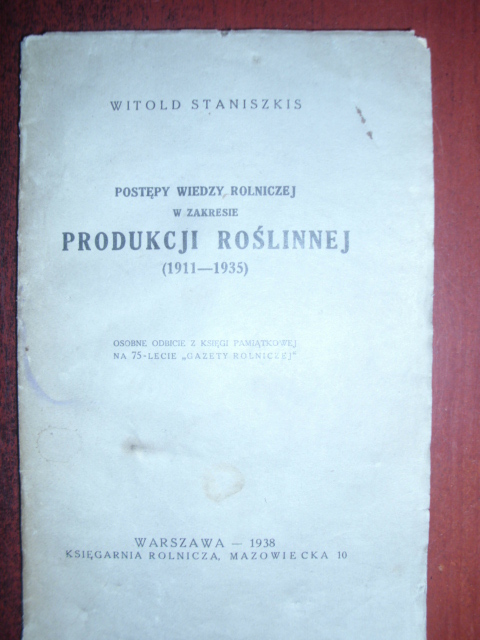 WITOLD STANISZKIS
POSTĘPY WIEDZY ROLNICZEJ
W ZAKRESIE
PRODUKCJI ROŚLINNEJ
(1911—1935)
OSOBNE ODBICIE Z KSIĘGI PAMIĄTKOWEJ
NA 75-LECIE „GAZETY ROLNICZEJ"
WARSZAWA — 1938
KSIĘGARNIA ROLNICZA, MAZOWIECKA 10